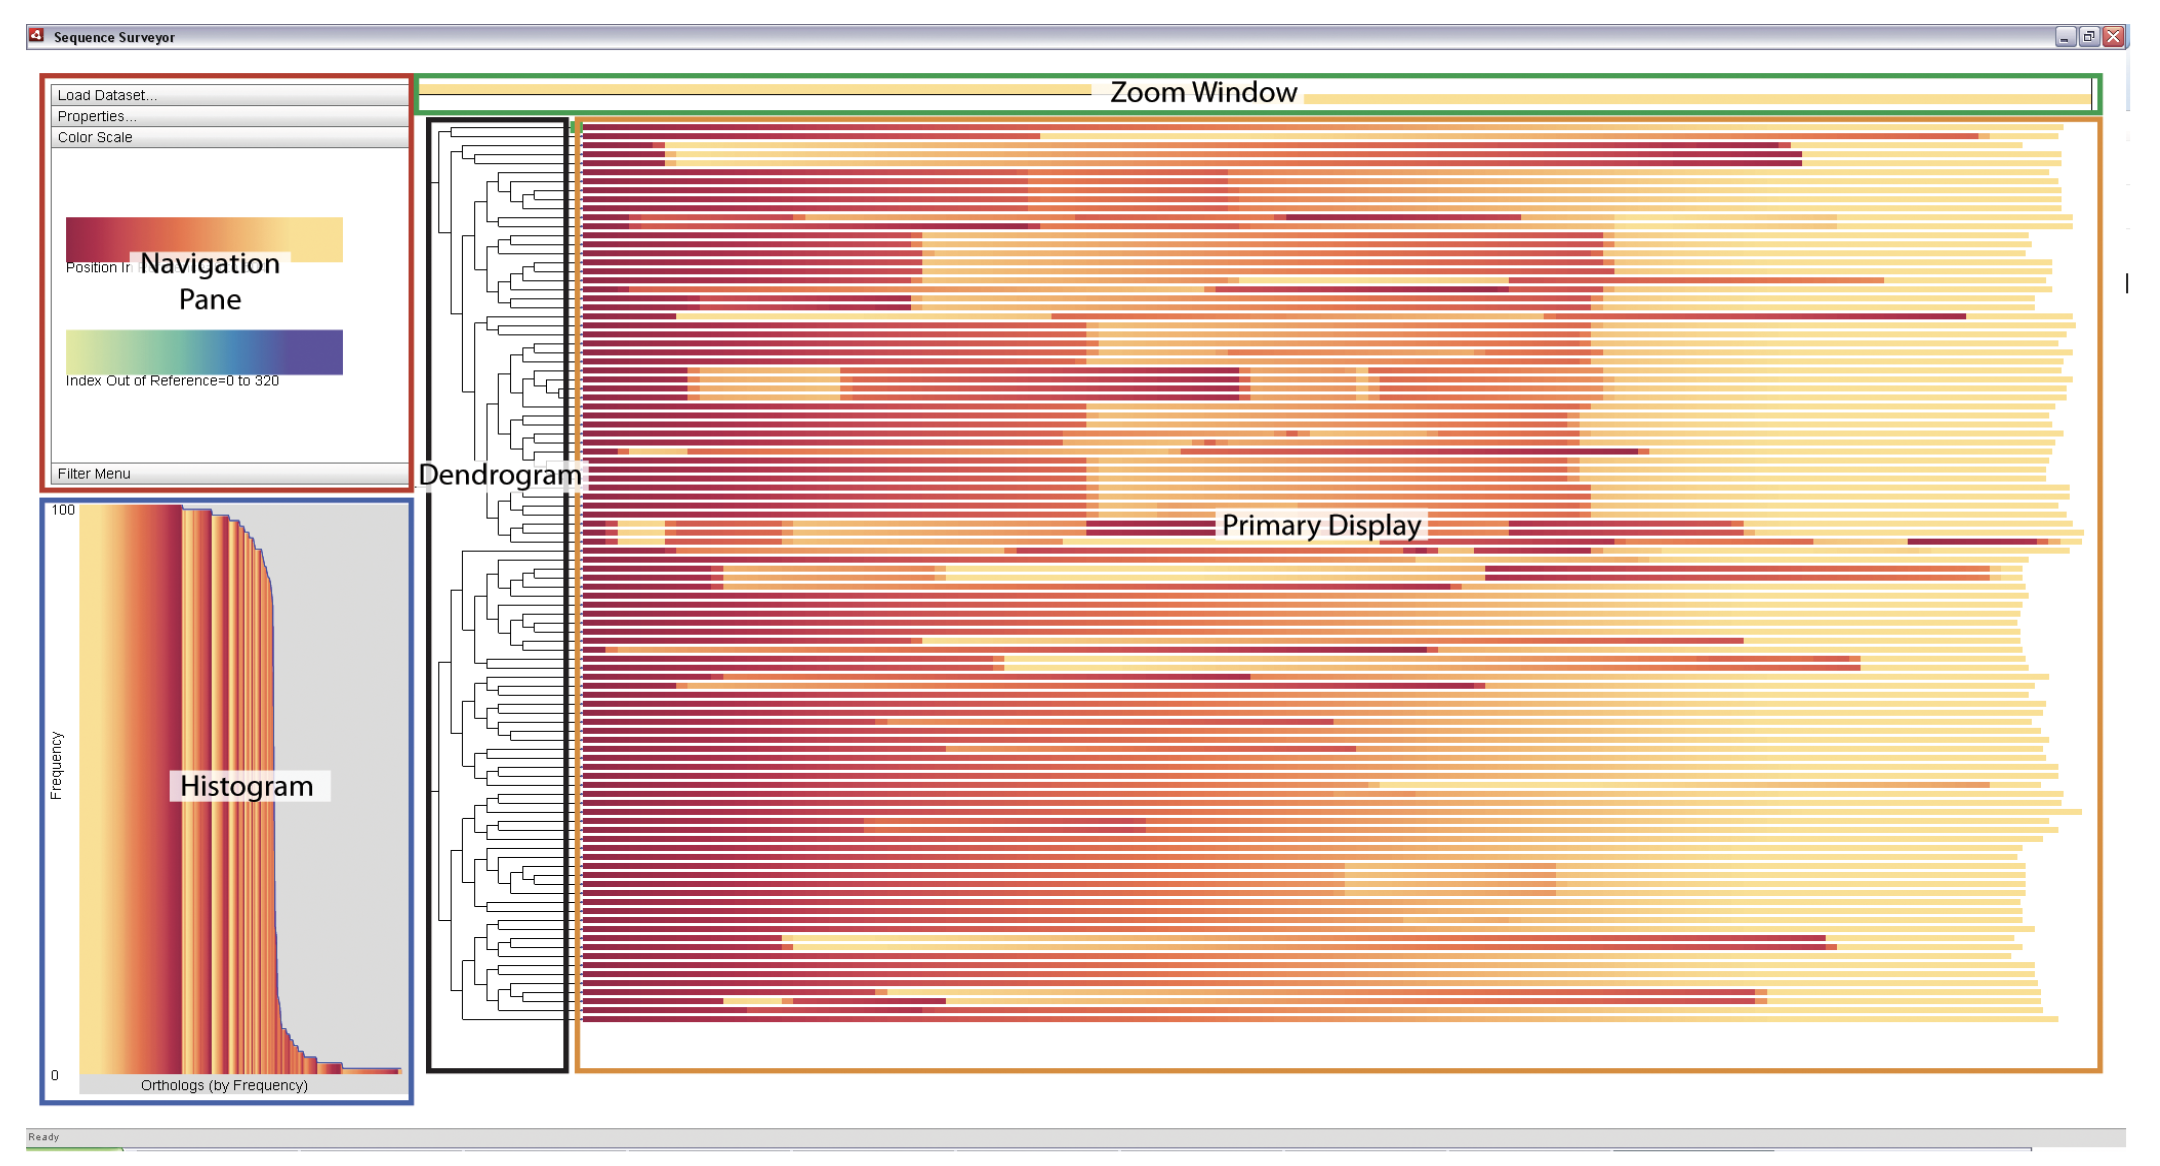 Sequence Surveyor
Load Dataset...
Properties...
Color Scale
Position In
Navigation
Pane
Index Out of Reference=0 to 320
Filter Menu
100
Frequency
Histogram
0
Orthologs (by Frequency)
Zoom Window
Dendrogram
Primary Display
Ready